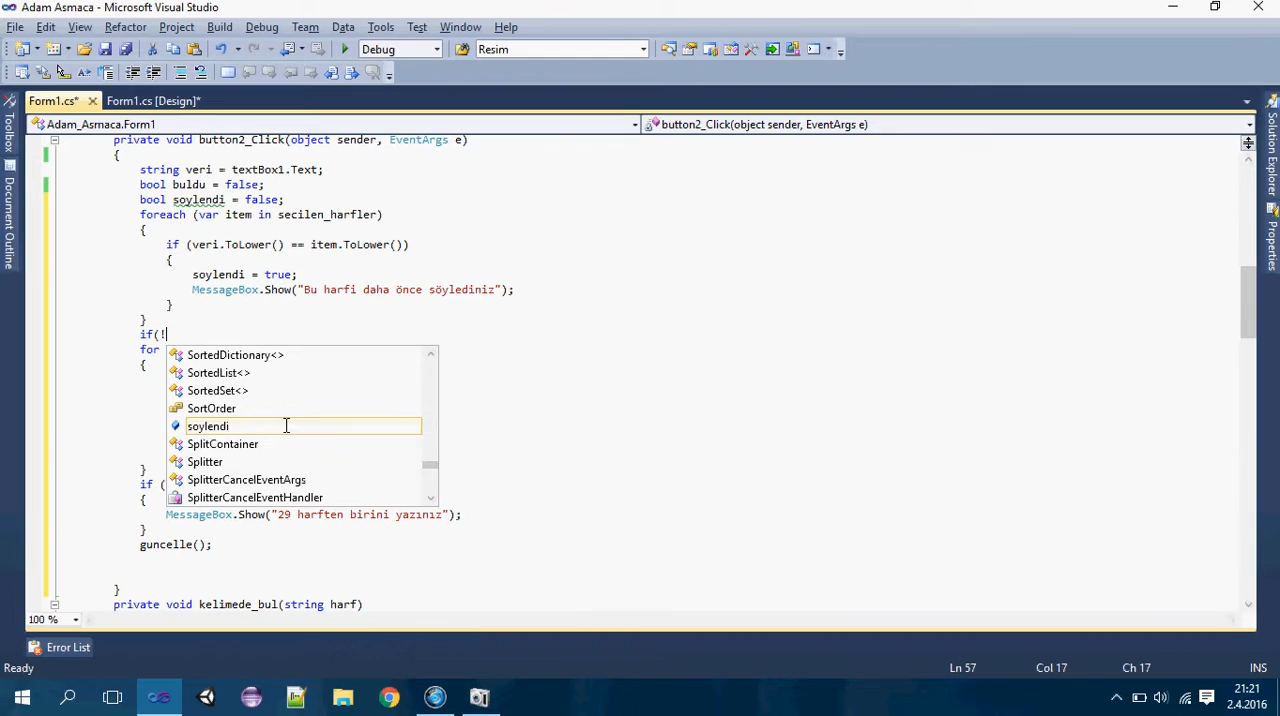 Adam Asmaca - Microsoft Visual Studio
File Edit View Refactor Project Build Debug Team Data Tools Test Window Help
Debug Resim
Form1.cs* Form1.cs [Design]*
Adam_Asmaca.Form1 button2_Click(object sender, EventArgs e)
Toolbox
Document Outline
Solution Explorer
Properties
private void button2_Click(object sender, EventArgs e)
{
string veri = textBox1.Text;
bool buldu = false;
bool soylendi = false;
foreach (var item in secilen_harfler)
{
if (veri.ToLower() == item.ToLower())
{
soylendi = true;
MessageBox.Show("Bu harfi daha önce söylediniz");
}
}
if(!
for
{
SortedDictionary<>
SortedList<>
SortedSet<>
SortOrder
soylendi
SplitContainer
Splitter
SplitterCancelEventArgs
SplitterCancelEventHandler
}
if (
{
MessageBox.Show("29 harften birini yazınız");
}
guncelle();
}
private void kelimede_bul(string harf)
100 %
Error List
Ready Ln 57 Col 17 Ch 17 INS
21:21
2.4.2016